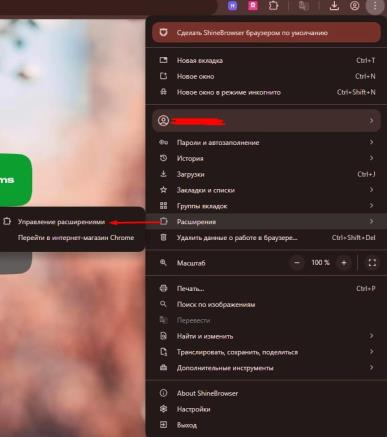 Сделать ShineBrowser браузером по умолчанию
Новая вкладка Ctrl+T
Новое окно Ctrl+N
Новое окно в режиме инкогнито Ctrl+Shift+N
Пароли и автозаполнение
История
Загрузки Ctrl+J
Закладки и списки
Группы вкладок
ms
Управление расширениями
Расширения
Перейти в интернет-магазин Chrome
Удалить данные о работе в браузере... Ctrl+Shift+Del
Масштаб − 100 % +
Печать... Ctrl+P
Поиск по изображениям
Перевести
Найти и изменить
Транслировать, сохранить, поделиться
Дополнительные инструменты
About ShineBrowser
Настройки
Выход